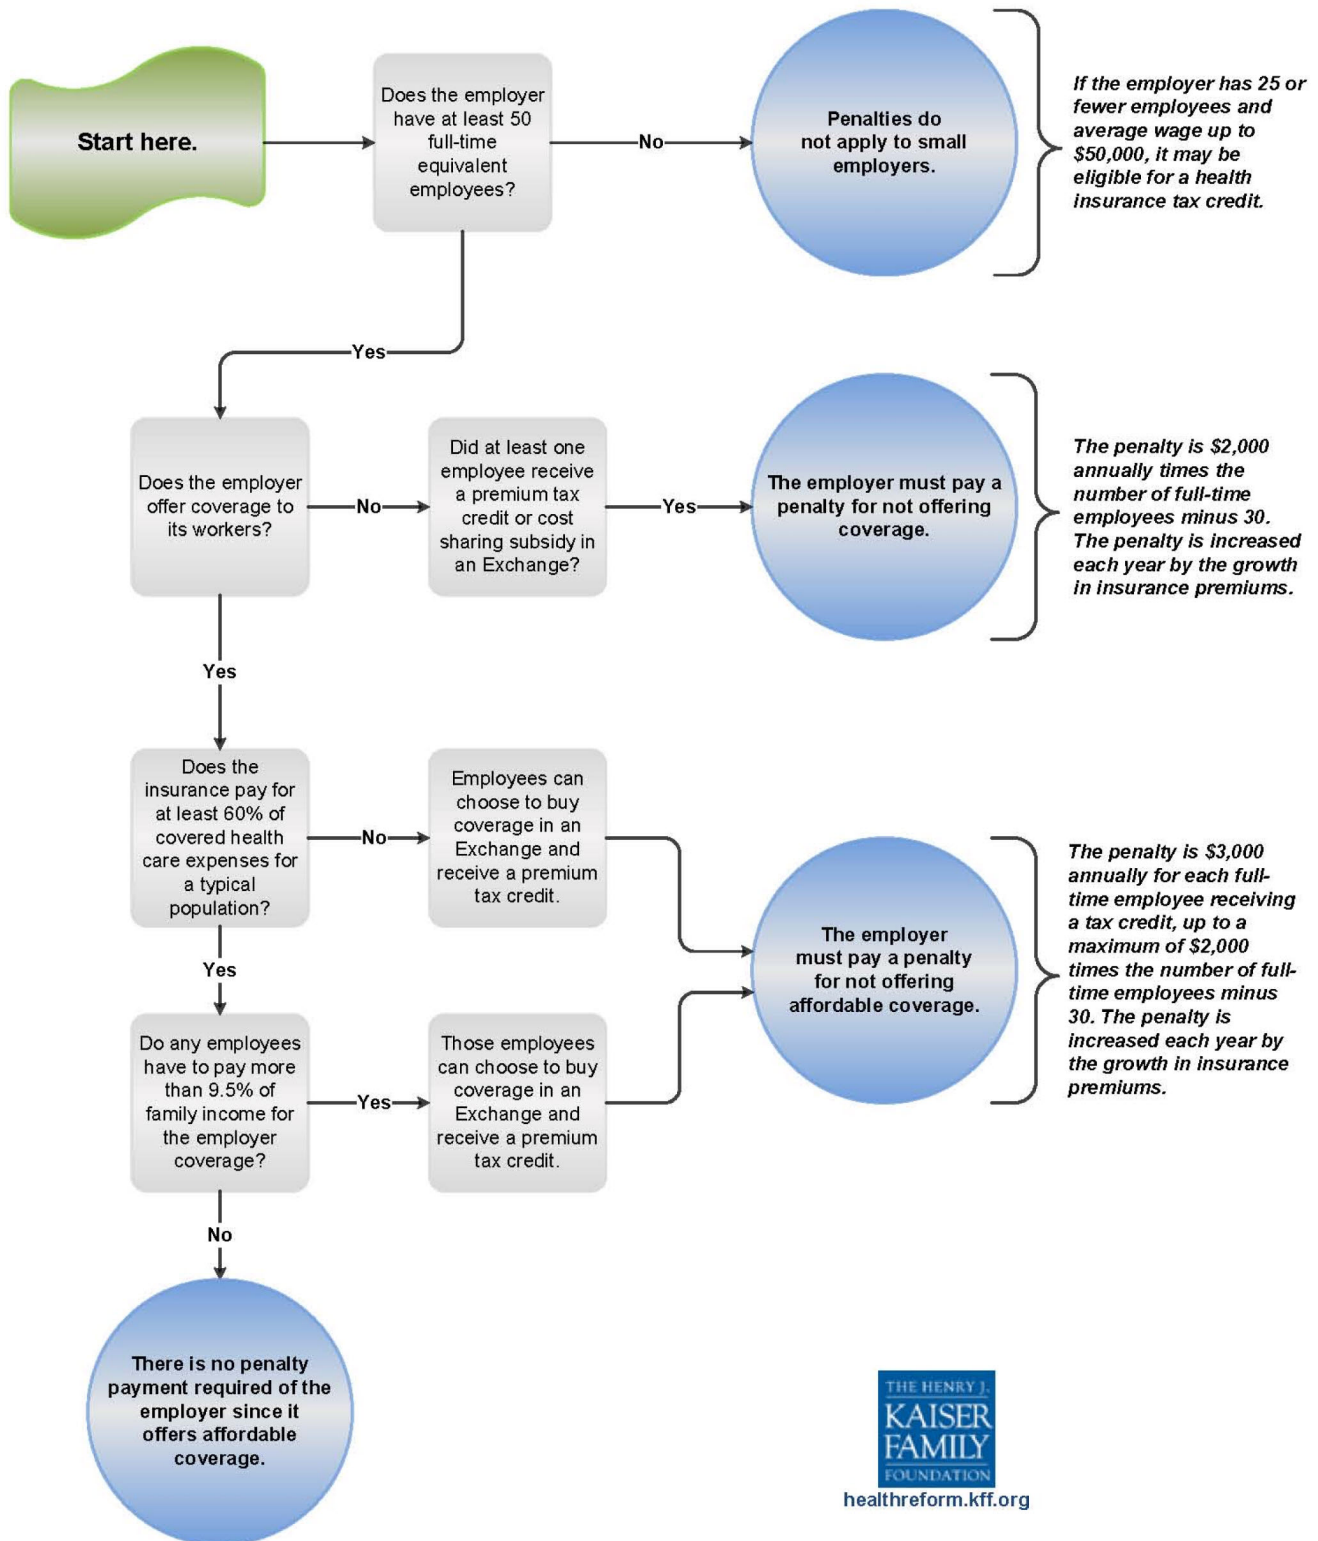 Start here.
Does the employer
have at least 50
full-time
equivalent
employees?
No
Penalties do
not apply to small
employers.
If the employer has 25 or
fewer employees and
average wage up to
$50,000, it may be
eligible for a health
insurance tax credit.
Yes
Does the employer
offer coverage to
its workers?
No
Did at least one
employee receive
a premium tax
credit or cost
sharing subsidy in
an Exchange?
Yes
The employer must pay a
penalty for not offering
coverage.
The penalty is $2,000
annually times the
number of full-time
employees minus 30.
The penalty is increased
each year by the growth
in insurance premiums.
Yes
Does the
insurance pay for
at least 60% of
covered health
care expenses for
a typical
population?
No
Employees can
choose to buy
coverage in an
Exchange and
receive a premium
tax credit.
The employer
must pay a penalty
for not offering
affordable coverage.
The penalty is $3,000
annually for each full-
time employee receiving
a tax credit, up to a
maximum of $2,000
times the number of full-
time employees minus
30. The penalty is
increased each year by
the growth in insurance
premiums.
Yes
Do any employees
have to pay more
than 9.5% of
family income for
the employer
coverage?
Yes
Those employees
can choose to buy
coverage in an
Exchange and
receive a premium
tax credit.
No
There is no penalty
payment required of the
employer since it
offers affordable
coverage.
THE HENRY J.
KAISER
FAMILY
FOUNDATION
healthreform.kff.org